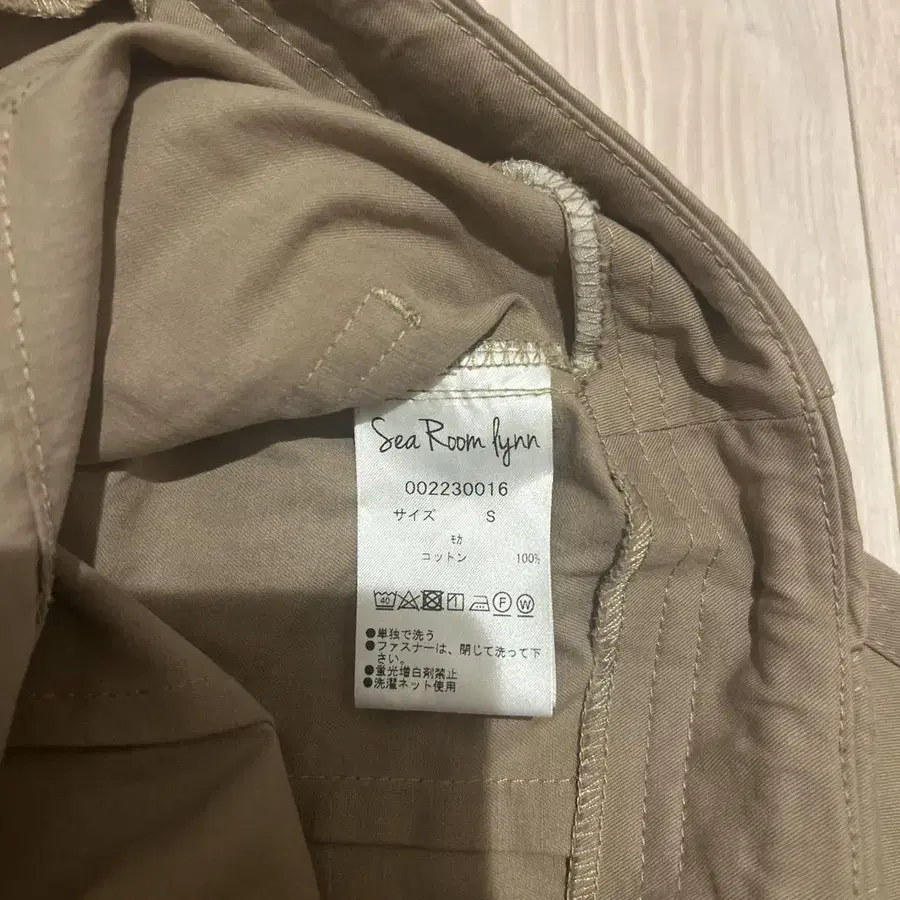 Sea Room lynn
002230016
サイズ S
モカ
コットン 100%
40 F W
●単独で洗う
●ファスナーは、閉じて洗って下
さい。
●蛍光増白剤禁止
●洗濯ネット使用